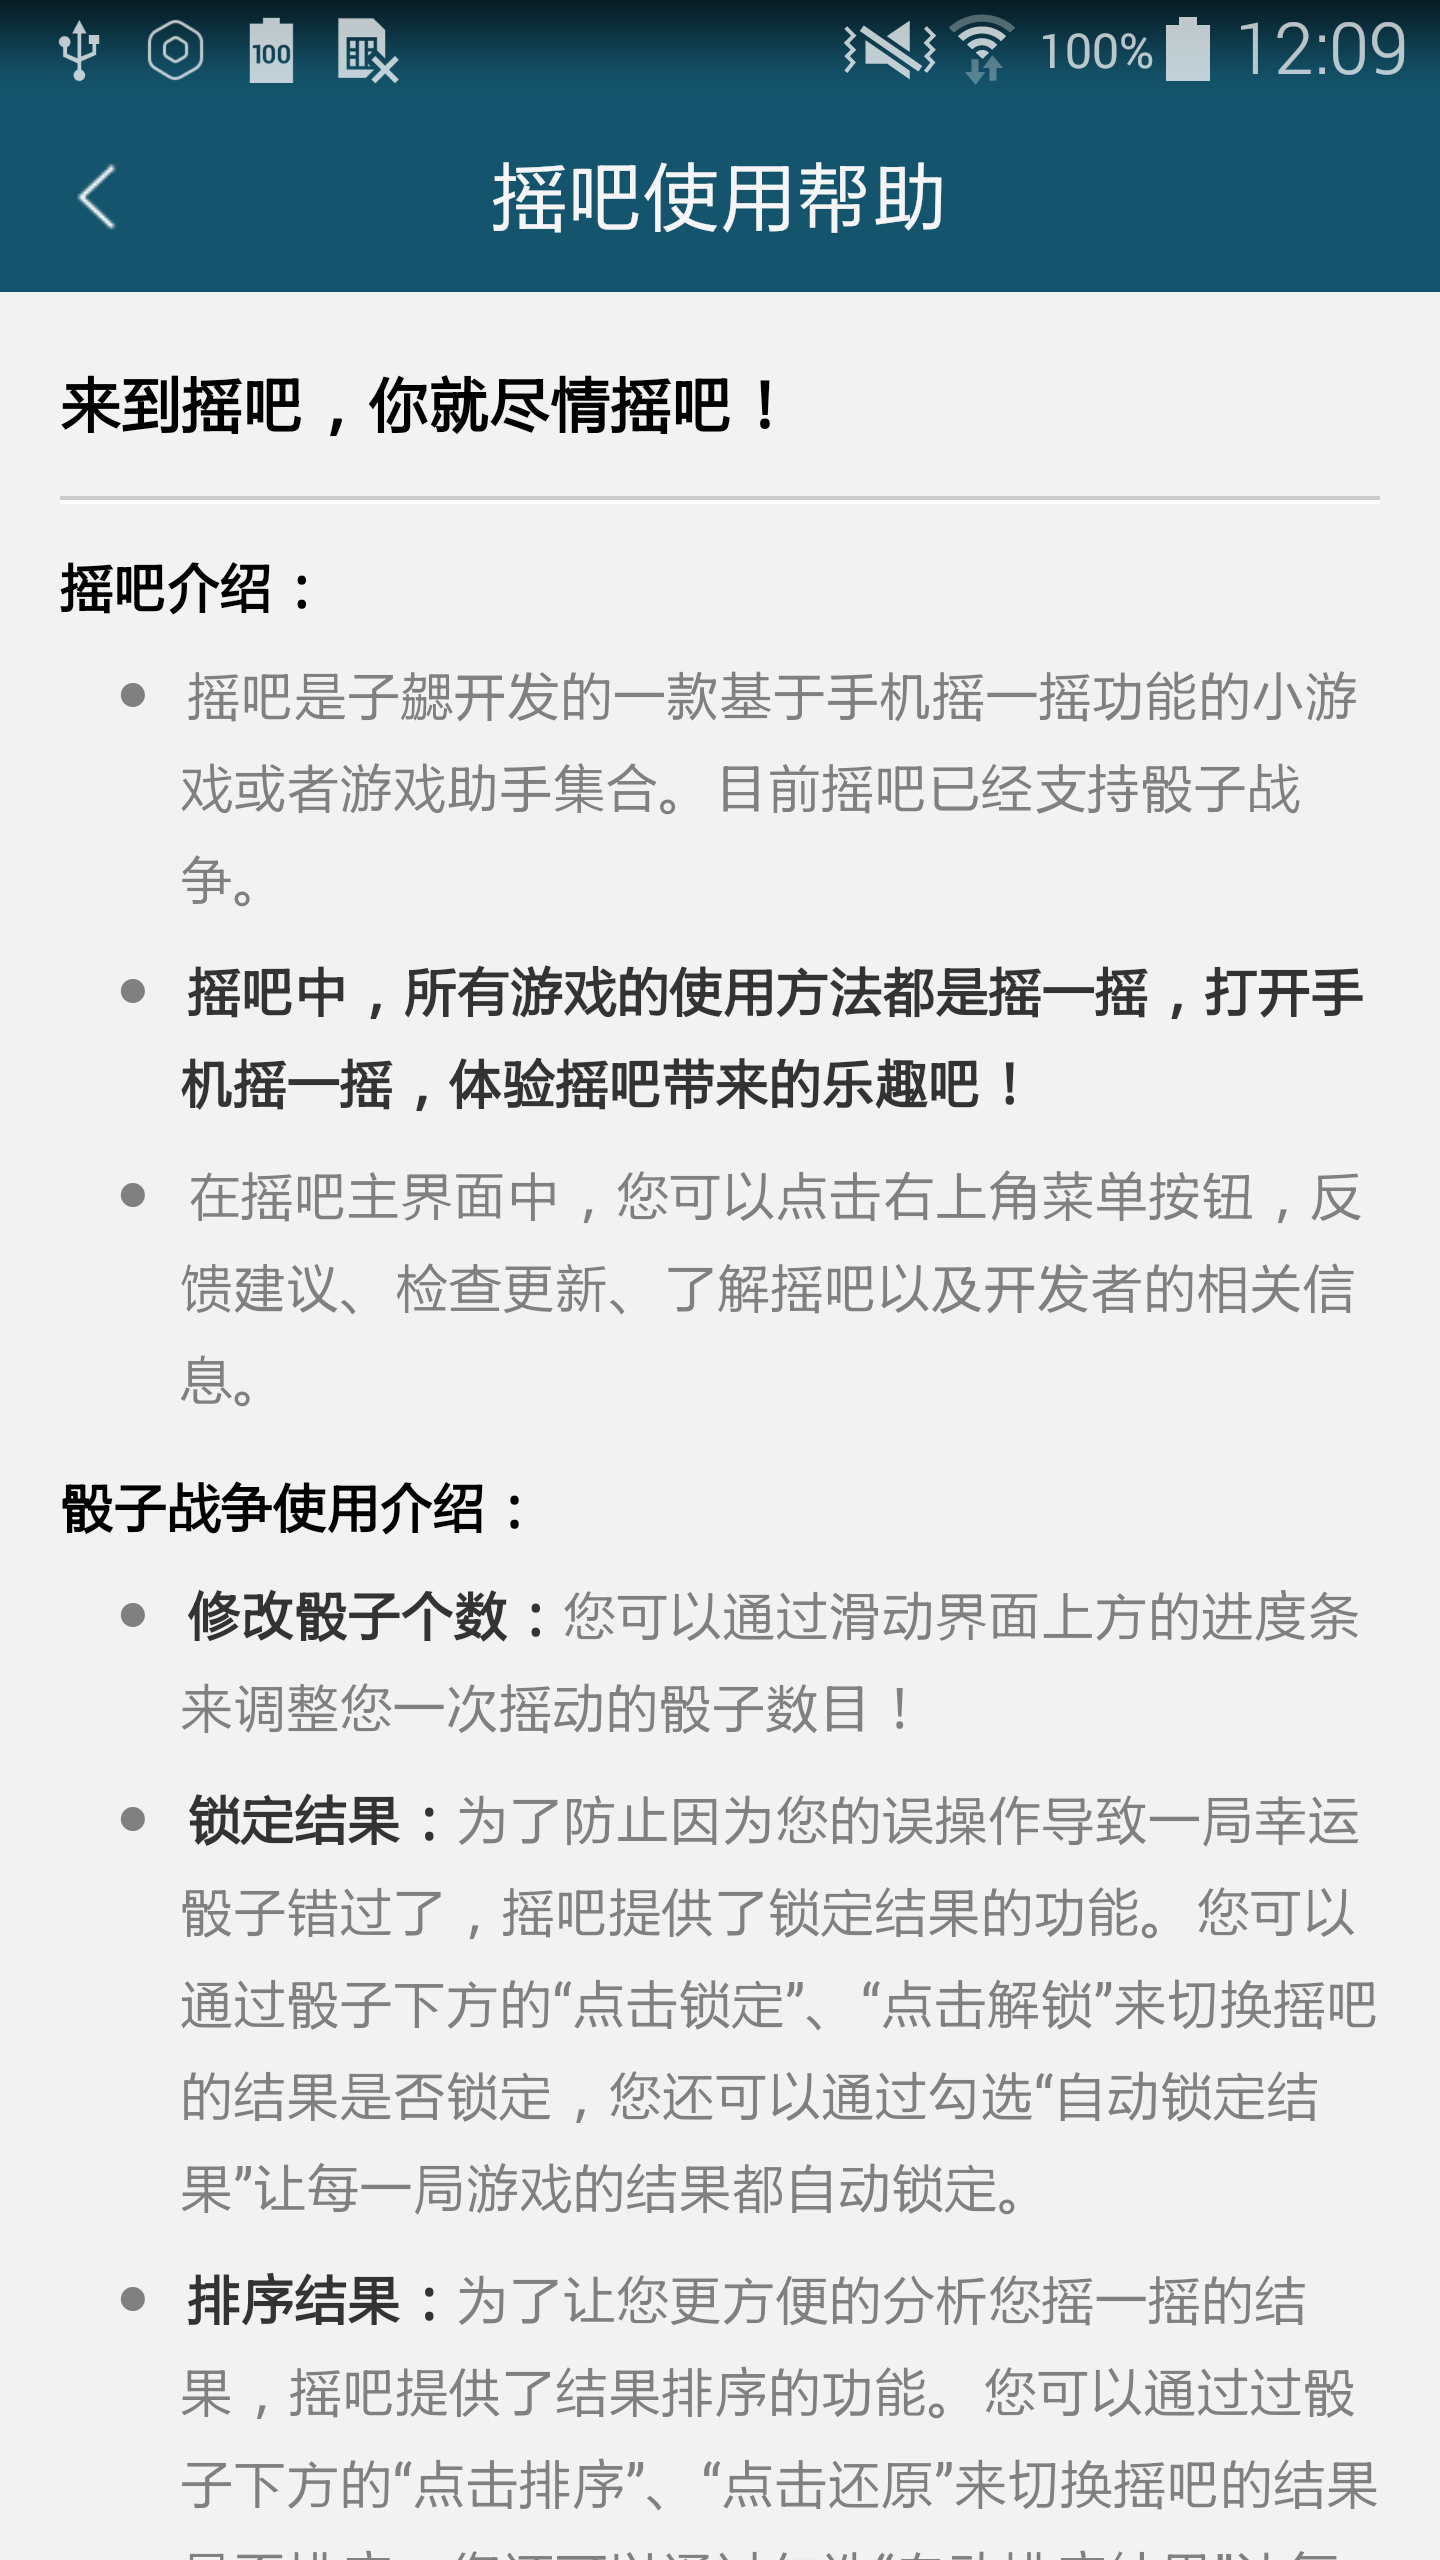 100
100%
12:09
摇吧使用帮助
来到摇吧，你就尽情摇吧！
摇吧介绍：
摇吧是子勰开发的一款基于手机摇一摇功能的小游
戏或者游戏助手集合。目前摇吧已经支持骰子战
争。
摇吧中，所有游戏的使用方法都是摇一摇，打开手
机摇一摇，体验摇吧带来的乐趣吧！
在摇吧主界面中，您可以点击右上角菜单按钮，反
馈建议、检查更新、了解摇吧以及开发者的相关信
息。
骰子战争使用介绍：
修改骰子个数：您可以通过滑动界面上方的进度条
来调整您一次摇动的骰子数目！
锁定结果：为了防止因为您的误操作导致一局幸运
骰子错过了，摇吧提供了锁定结果的功能。您可以
通过骰子下方的“点击锁定”、“点击解锁”来切换摇吧
的结果是否锁定，您还可以通过勾选“自动锁定结
果”让每一局游戏的结果都自动锁定。
排序结果：为了让您更方便的分析您摇一摇的结
果，摇吧提供了结果排序的功能。您可以通过过骰
子下方的“点击排序”、“点击还原”来切换摇吧的结果